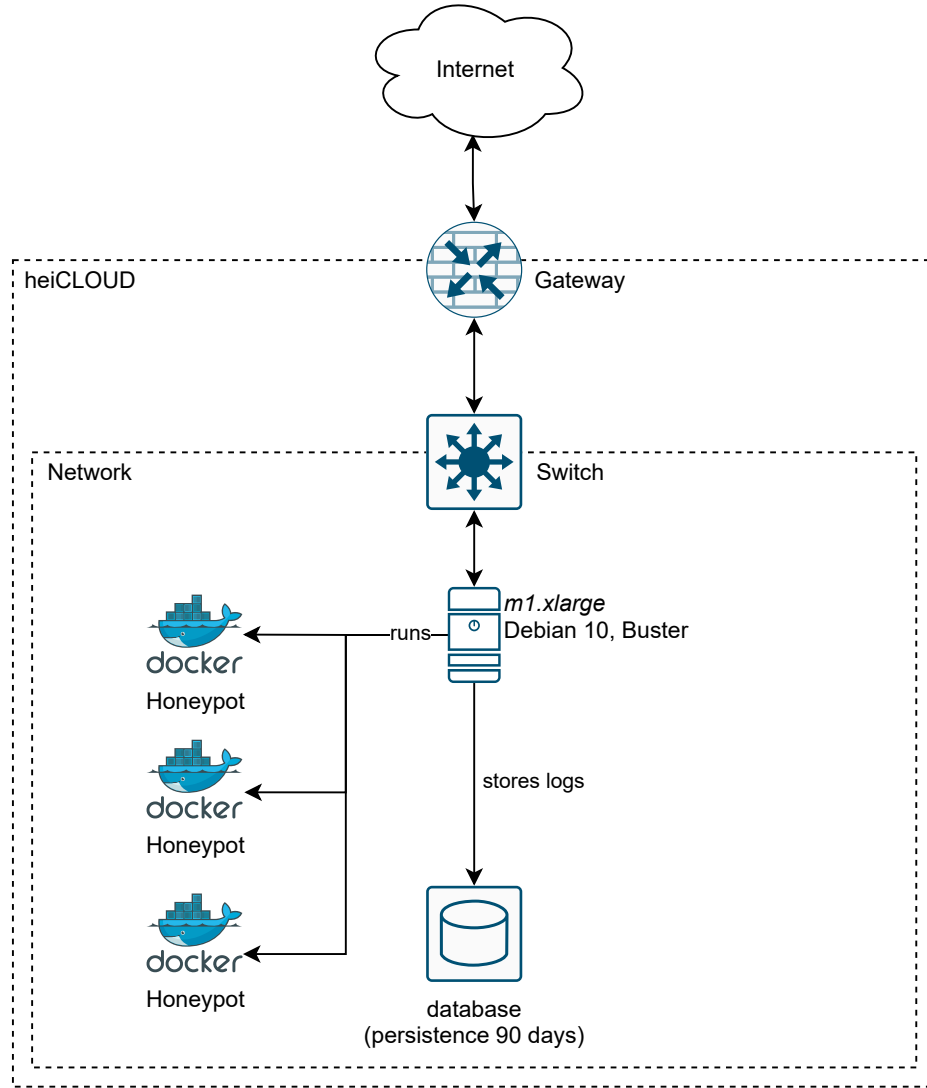 Internet
heiCLOUD
Gateway
Network
Switch
m1.xlarge
Debian 10, Buster
runs
docker
Honeypot
docker
Honeypot
stores logs
docker
Honeypot
database
(persistence 90 days)